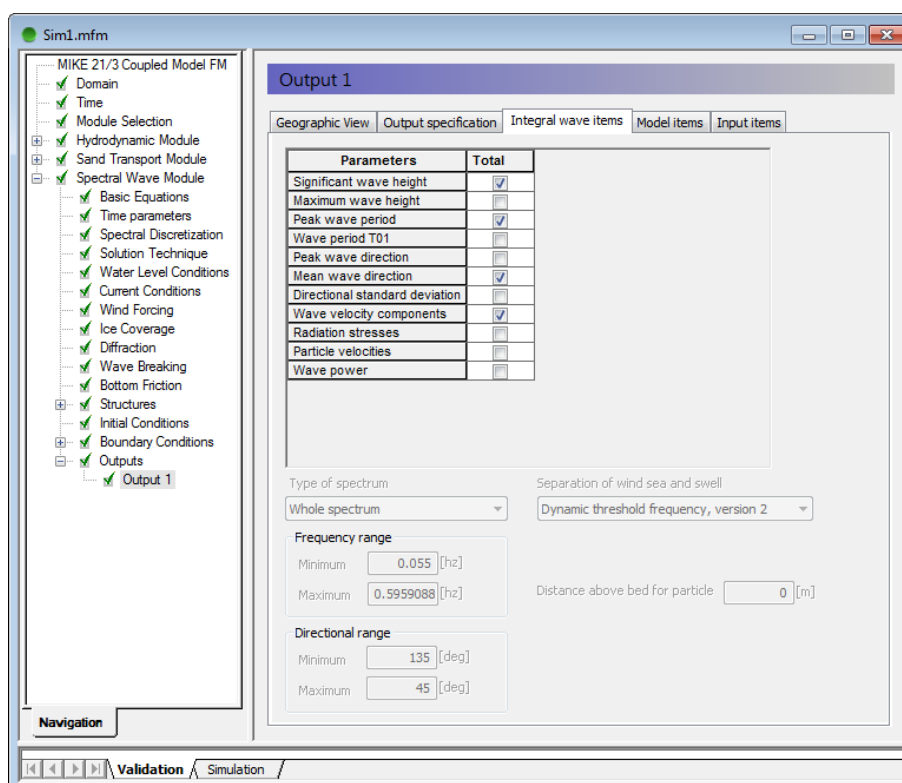 Sim1.mfm
MIKE 21/3 Coupled Model FM
Domain
Time
Module Selection
Hydrodynamic Module
Sand Transport Module
Spectral Wave Module
Basic Equations
Time parameters
Spectral Discretization
Solution Technique
Water Level Conditions
Current Conditions
Wind Forcing
Ice Coverage
Diffraction
Wave Breaking
Bottom Friction
Structures
Initial Conditions
Boundary Conditions
Outputs
Output 1
Navigation
Output 1
Geographic View Output specification Integral wave items Model items Input items
Parameters Total
Significant wave height
Maximum wave height
Peak wave period
Wave period T01
Peak wave direction
Mean wave direction
Directional standard deviation
Wave velocity components
Radiation stresses
Particle velocities
Wave power
Type of spectrum Separation of wind sea and swell
Whole spectrum Dynamic threshold frequency, version 2
Frequency range
Minimum 0.055 [hz]
Maximum 0.5959088 [hz] Distance above bed for particle 0 [m]
Directional range
Minimum 135 [deg]
Maximum 45 [deg]
Validation Simulation